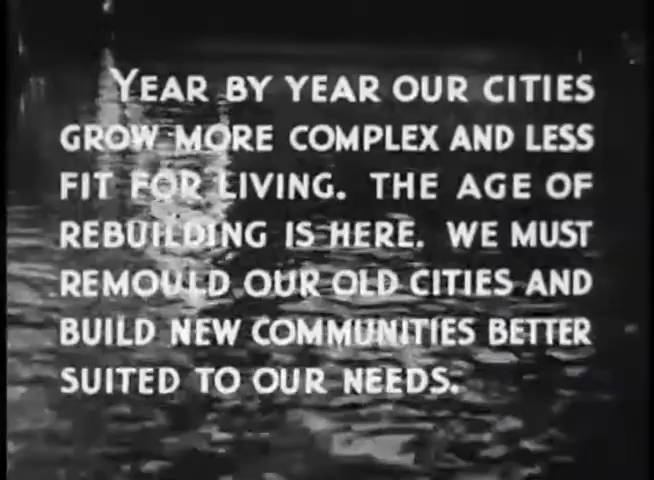 YEAR BY YEAR OUR CITIES
GROW MORE COMPLEX AND LESS
FIT FOR LIVING. THE AGE OF
REBUILDING IS HERE. WE MUST
REMOULD OUR OLD CITIES AND
BUILD NEW COMMUNITIES BETTER
SUITED TO OUR NEEDS.